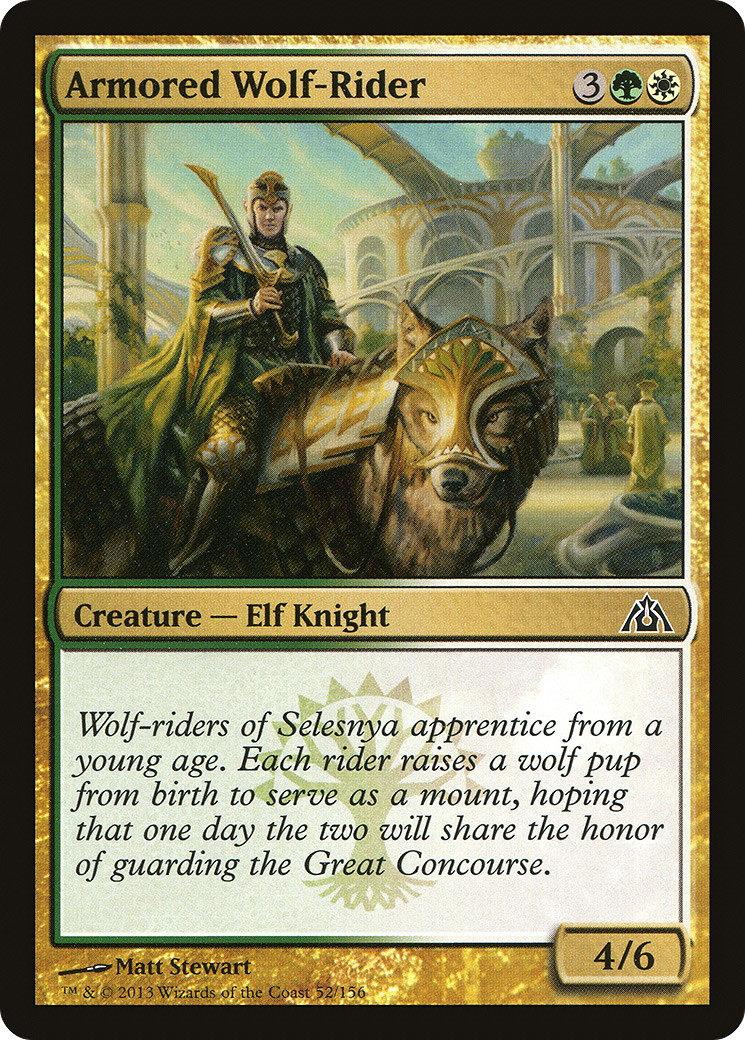 Armored Wolf-Rider 3
Creature — Elf Knight
Wolf-riders of Selesnya apprentice from a
young age. Each rider raises a wolf pup
from birth to serve as a mount, hoping
that one day the two will share the honor
of guarding the Great Concourse.
4/6
Matt Stewart
™ & © 2013 Wizards of the Coast 52/156